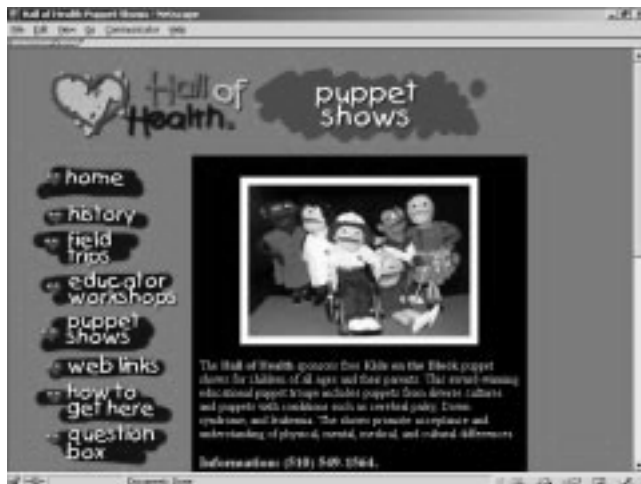 Hall of Health Puppet Shows - Netscape
File Edit View Go Communicator Help
Hall of
Health.
puppet
shows
home
history
field
trips
educator
workshops
puppet
shows
web links
how to
get here
question
box
The Hall of Health sponsors free Kids on the Block puppet
shows for children of all ages and their parents. This award-winning
educational puppet troupe includes puppets from diverse cultures
and puppets with conditions such as cerebral palsy, Down
syndrome, and leukemia. The shows promote acceptance and
understanding of physical, mental, medical, and cultural differences.
Information: (510) 549.1564.
Document: Done